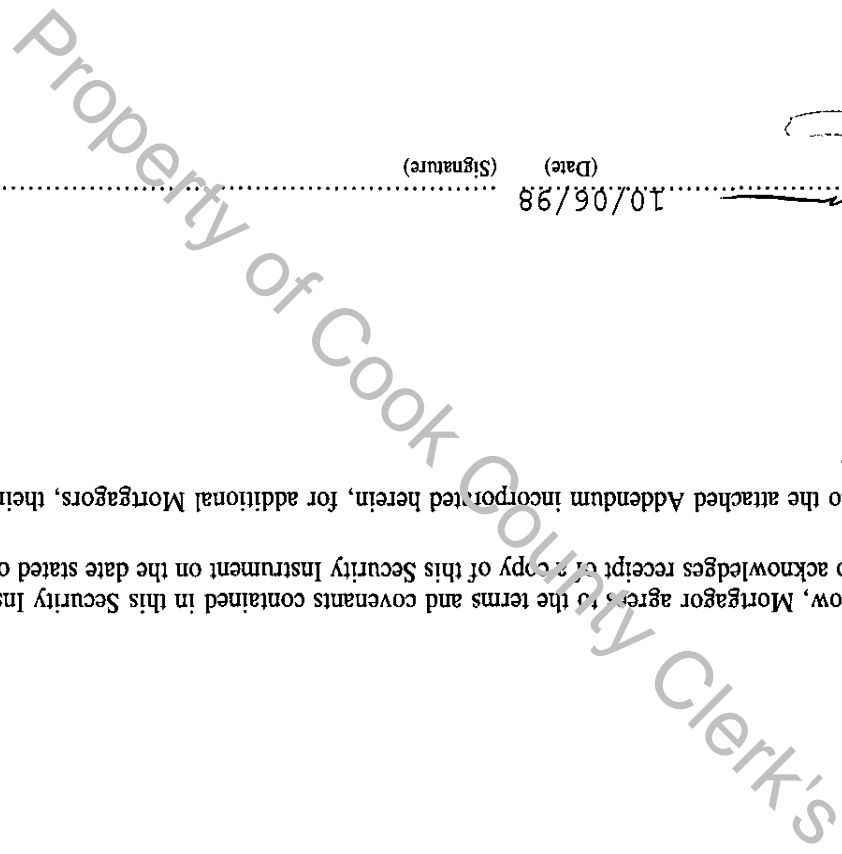 ow, Mortgagor agrees to the terms and covenants contained in this Security Ins
o acknowledges receipt of a copy of this Security Instrument on the date stated o
o the attached Addendum incorporated herein, for additional Mortgagors, their
10/06/98
(Date) (Signature)
Property of Cook County Clerk's